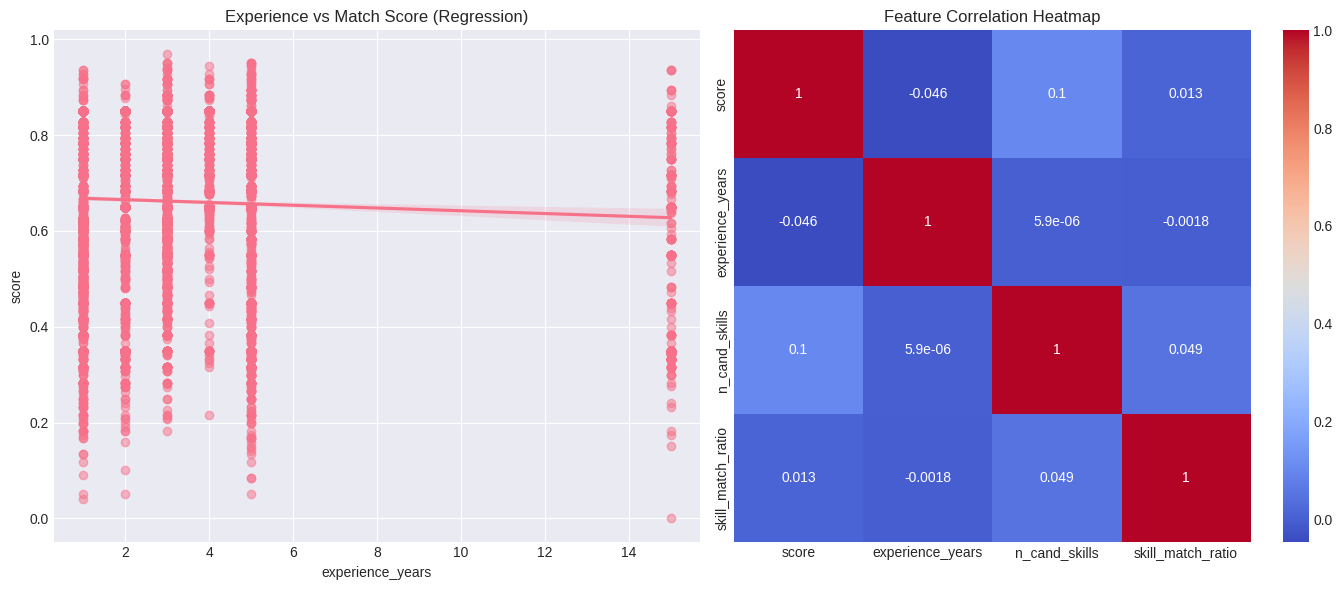 Experience vs Match Score (Regression)
1.0
0.8
0.6
0.4
0.2
0.0
score
2 4 6 8 10 12 14
experience_years
Feature Correlation Heatmap
score
experience_years
n_cand_skills
skill_match_ratio
1 -0.046 0.1 0.013
-0.046 1 5.9e-06 -0.0018
0.1 5.9e-06 1 0.049
0.013 -0.0018 0.049 1
score experience_years n_cand_skills skill_match_ratio
1.0
0.8
0.6
0.4
0.2
0.0